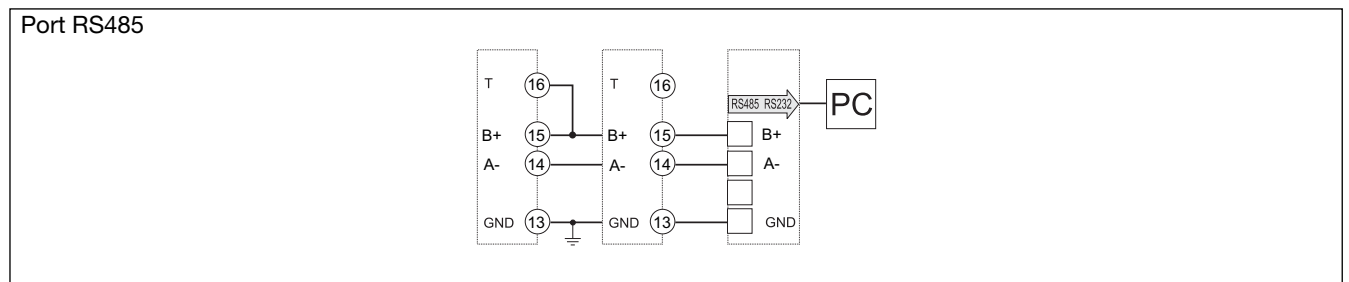 Port RS485
T 16 T 16
RS485 RS232 PC
B+ 15 B+ 15 B+
A- 14 A- 14 A-
GND 13 GND 13 GND